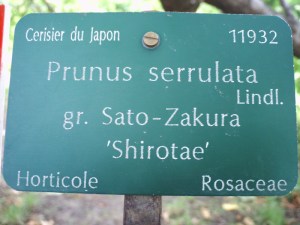 Cerisier du Japon 11932
Prunus serrulata
Lindl.
gr. Sato-Zakura
'Shirotae'
Horticole Rosaceae